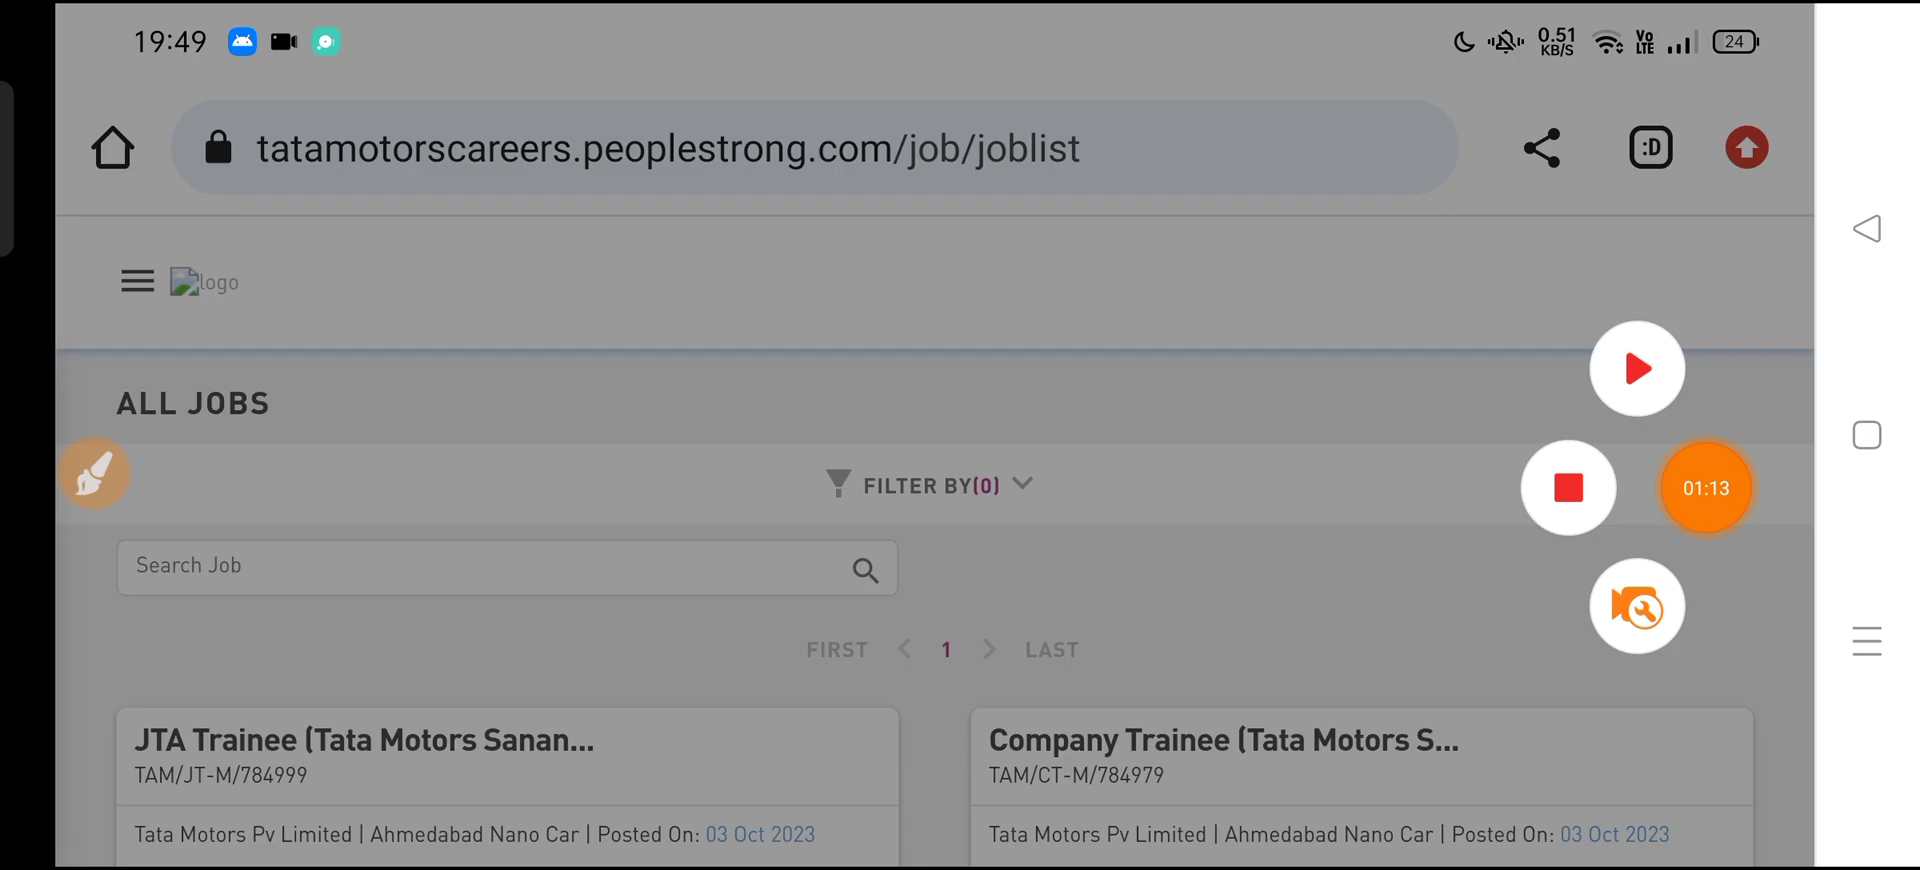 19:49
0.51 KB/S
Vo LTE
24
tatamotorscareers.peoplestrong.com/job/joblist
:D
logo
ALL JOBS
FILTER BY(0)
01:13
Search Job
FIRST < 1 > LAST
JTA Trainee (Tata Motors Sanan...
TAM/JT-M/784999
Tata Motors Pv Limited | Ahmedabad Nano Car | Posted On: 03 Oct 2023
Company Trainee (Tata Motors S...
TAM/CT-M/784979
Tata Motors Pv Limited | Ahmedabad Nano Car | Posted On: 03 Oct 2023